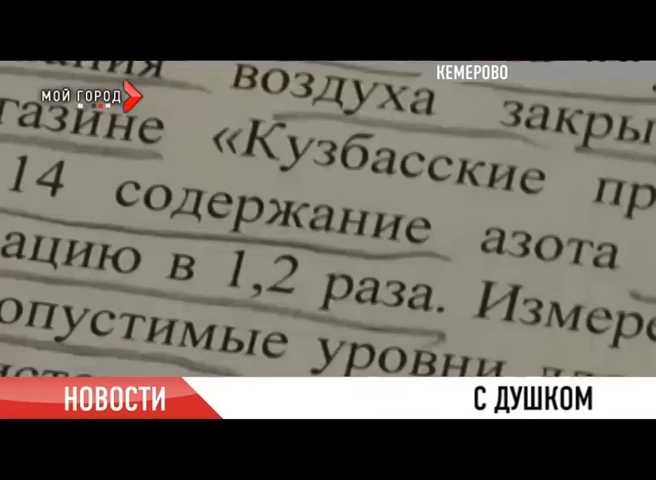 КЕМЕРОВО
МОЙ ГОРОД
воздуха закры
газине «Кузбасские пр
14 содержание азота
ацию в 1,2 раза. Измере
опустимые уровни
НОВОСТИ
С ДУШКОМ